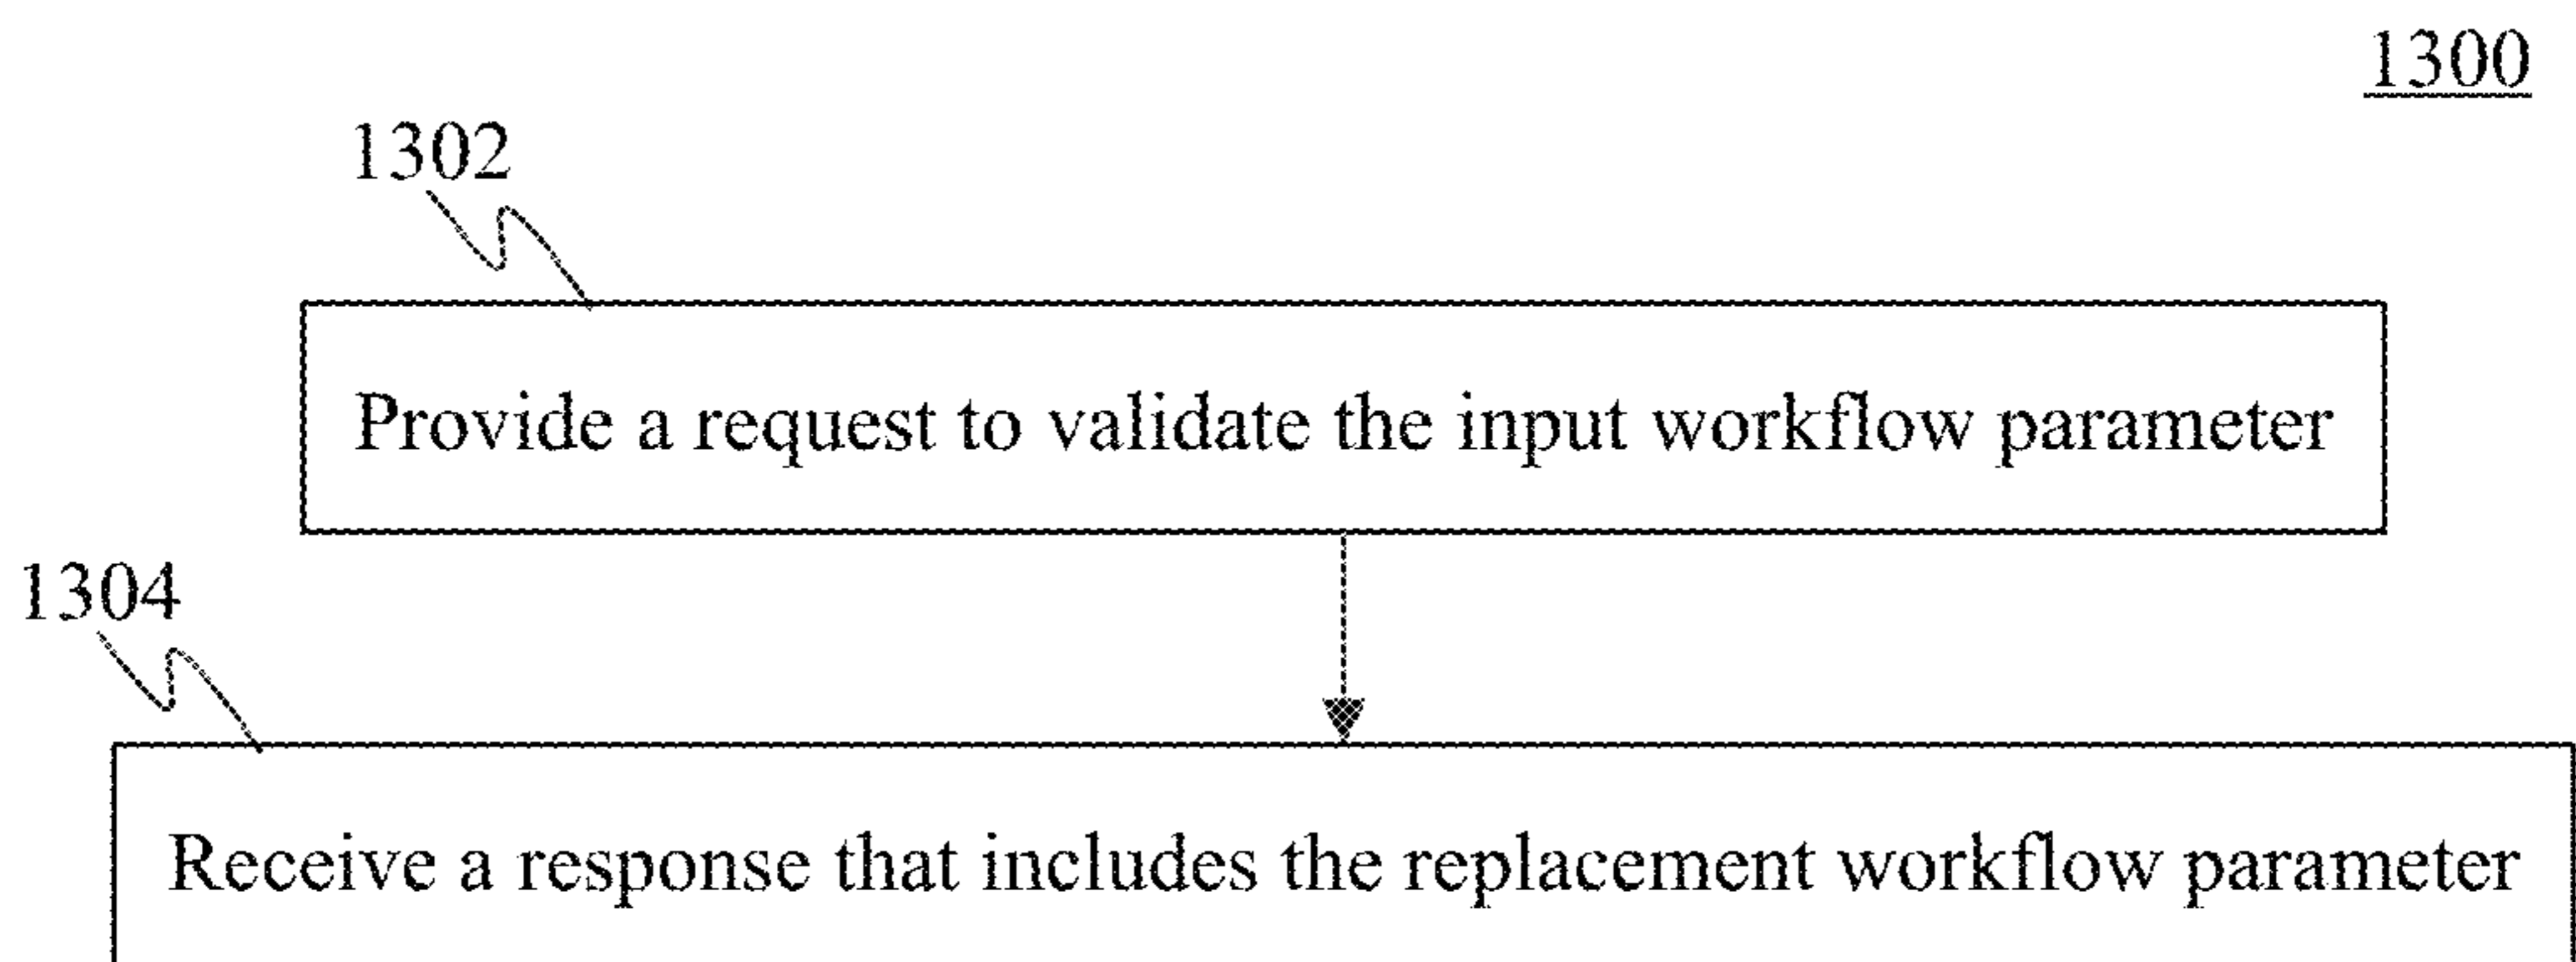 1300
1302
Provide a request to validate the input workflow parameter
1304
Receive a response that includes the replacement workflow parameter